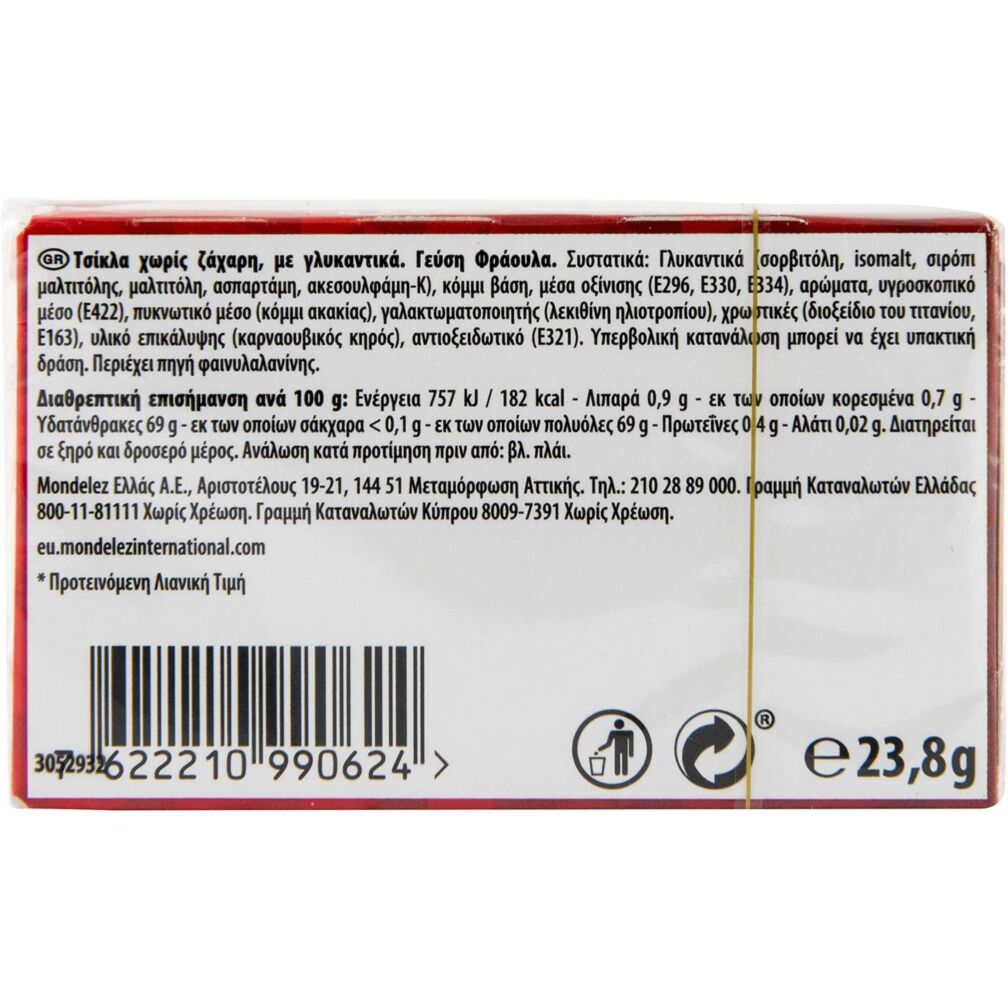 GR Τσίκλα χωρίς ζάχαρη, με γλυκαντικά. Γεύση Φράουλα. Συστατικά: Γλυκαντικά (σορβιτόλη, isomalt, σιρόπι
μαλτιτόλης, μαλτιτόλη, ασπαρτάμη, ακεσουλφάμη-Κ), κόμμι βάση, μέσα οξίνισης (Ε296, Ε330, Ε334), αρώματα, υγροσκοπικό
μέσο (Ε422), πυκνωτικό μέσο (κόμμι ακακίας), γαλακτωματοποιητής (λεκιθίνη ηλιοτροπίου), χρωστικές (διοξείδιο του τιτανίου,
Ε163), υλικό επικάλυψης (καρναουβικός κηρός), αντιοξειδωτικό (Ε321). Υπερβολική κατανάλωση μπορεί να έχει υπακτική
δράση. Περιέχει πηγή φαινυλαλανίνης.
Διαθρεπτική επισήμανση ανά 100 g: Ενέργεια 757 kJ / 182 kcal - Λιπαρά 0,9 g - εκ των οποίων κορεσμένα 0,7 g -
Υδατάνθρακες 69 g - εκ των οποίων σάκχαρα < 0,1 g - εκ των οποίων πολυόλες 69 g - Πρωτεΐνες 0,4 g - Αλάτι 0,02 g. Διατηρείται
σε ξηρό και δροσερό μέρος. Ανάλωση κατά προτίμηση πριν από: βλ. πλάι.
Mondelez Ελλάς Α.Ε., Αριστοτέλους 19-21, 144 51 Μεταμόρφωση Αττικής. Τηλ.: 210 28 89 000. Γραμμή Καταναλωτών Ελλάδας
800-11-81111 Χωρίς Χρέωση. Γραμμή Καταναλωτών Κύπρου 8009-7391 Χωρίς Χρέωση.
eu.mondelezinternational.com
* Προτεινόμενη Λιανική Τιμή
3052932
7 622210 990624 >
®
℮ 23,8g